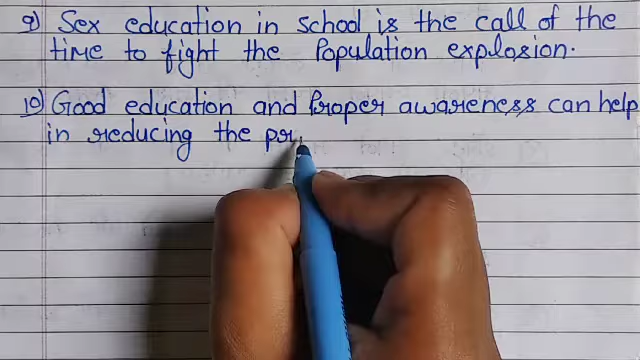 9) Sex education in school is the call of the
time to fight the Population explosion.
10) Good education and Proper awareness can help
in reducing the pr